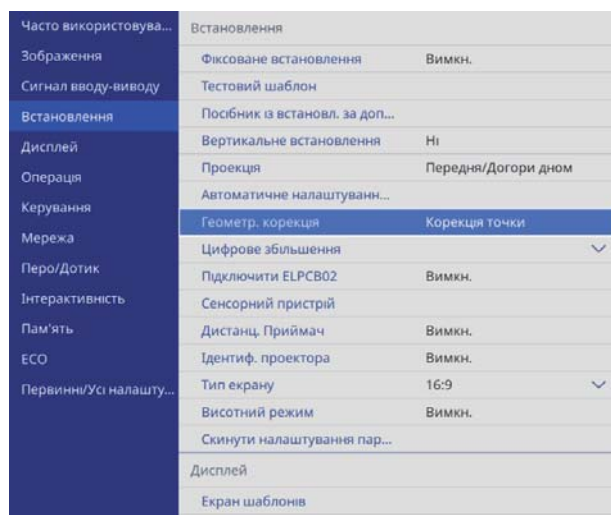 Часто використовува...
Зображення
Сигнал вводу-виводу
Встановлення
Дисплей
Операція
Керування
Мережа
Перо/Дотик
Інтерактивність
Пам'ять
ECO
Первинні/Усі налашту...
Встановлення
Фіксоване встановлення Вимкн.
Тестовий шаблон
Посібник із встановл. за доп...
Вертикальне встановлення Ні
Проекція Передня/Догори дном
Автоматичне налаштуванн...
Геометр. корекція Корекція точки
Цифрове збільшення
Підключити ELPCB02 Вимкн.
Сенсорний пристрій
Дистанц. Приймач Вимкн.
Ідентиф. проектора Вимкн.
Тип екрану 16:9
Висотний режим Вимкн.
Скинути налаштування пар...
Дисплей
Екран шаблонів